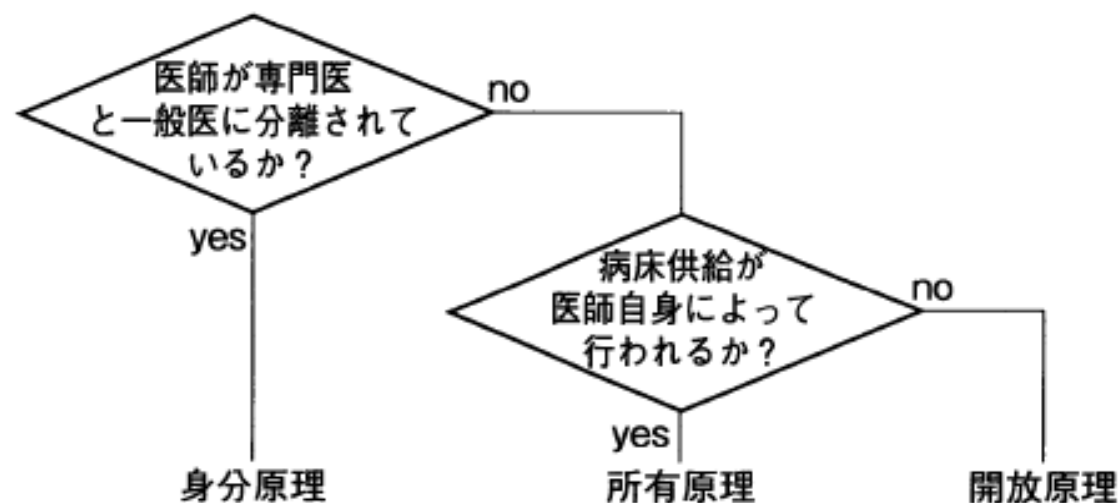 医師が専門医
と一般医に分離されて
いるか？
no
yes
病床供給が
医師自身によって
行われるか？
no
yes
身分原理
所有原理
開放原理